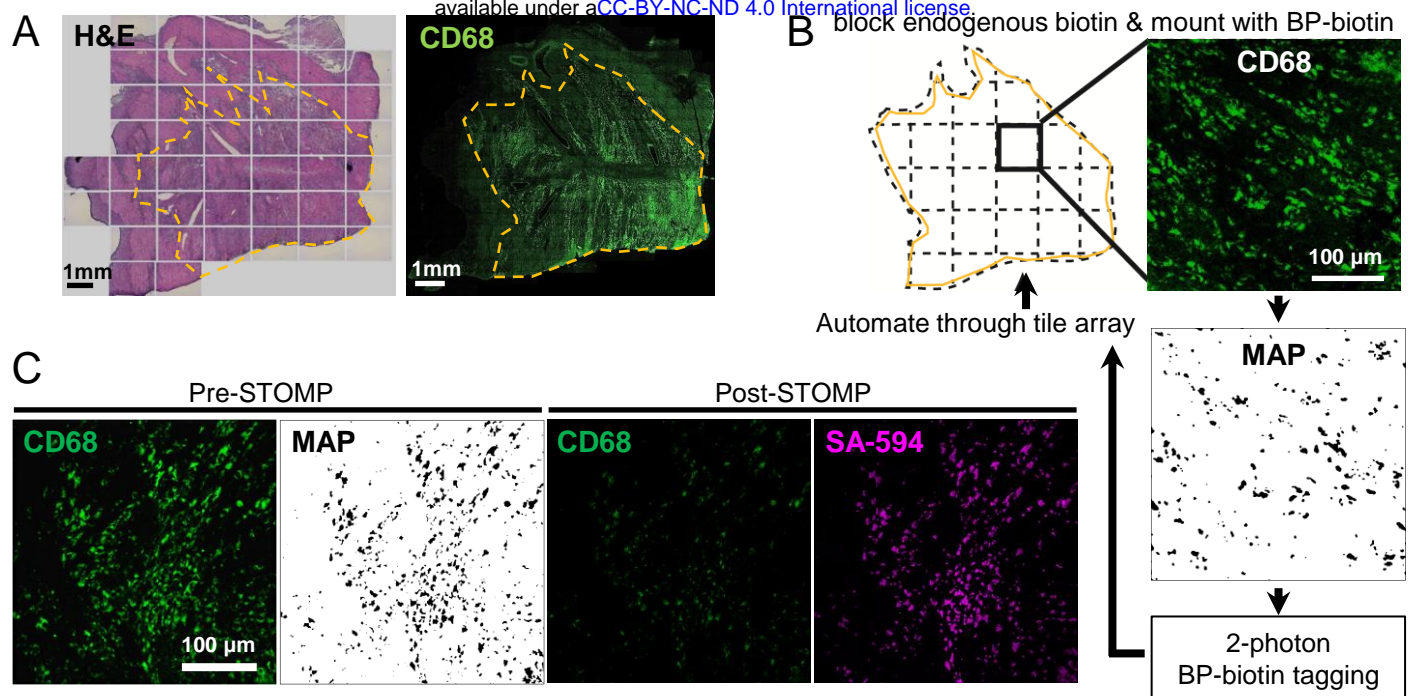 available under aCC-BY-NC-ND 4.0 International license.
A
H&E
CD68
1mm
1mm
B
block endogenous biotin & mount with BP-biotin
CD68
100 µm
Automate through tile array
MAP
2-photon
BP-biotin tagging
C
Pre-STOMP
Post-STOMP
CD68
MAP
CD68
SA-594
100 µm